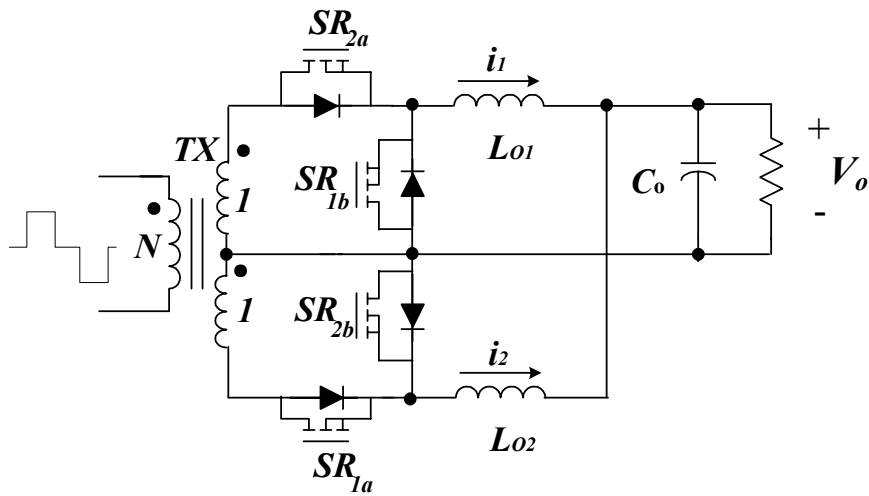 SR2a
i1
TX
LO1
+
1
SR1b
Co
Vo
N
-
1
SR2b
i2
LO2
SR1a